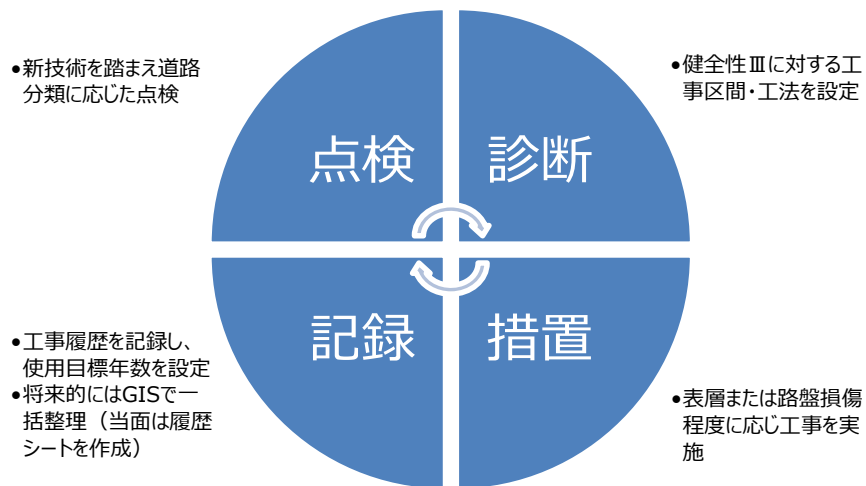 •新技術を踏まえ道路
分類に応じた点検
点検
診断
•健全性Ⅲに対する工
事区間・工法を設定
•工事履歴を記録し、
使用目標年数を設定
•将来的にはGISで一
括整理（当面は履歴
シートを作成）
記録
措置
•表層または路盤損傷
程度に応じ工事を実
施